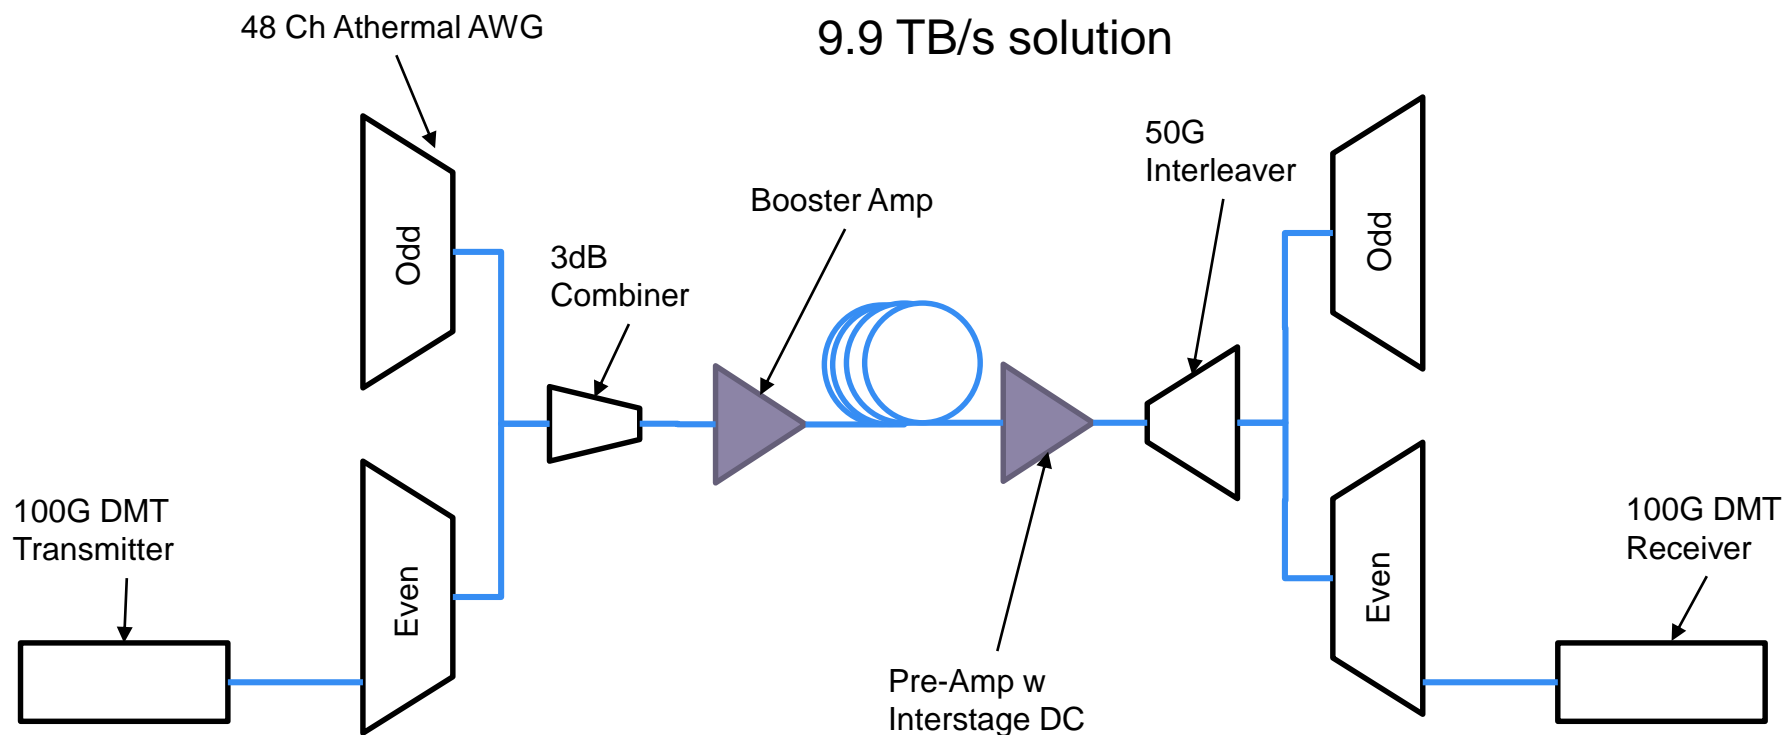 48 Ch Athermal AWG
9.9 TB/s solution
50G
Interleaver
Booster Amp
Odd
Odd
3dB
Combiner
100G DMT
Transmitter
Even
Even
100G DMT
Receiver
Pre-Amp w
Interstage DC